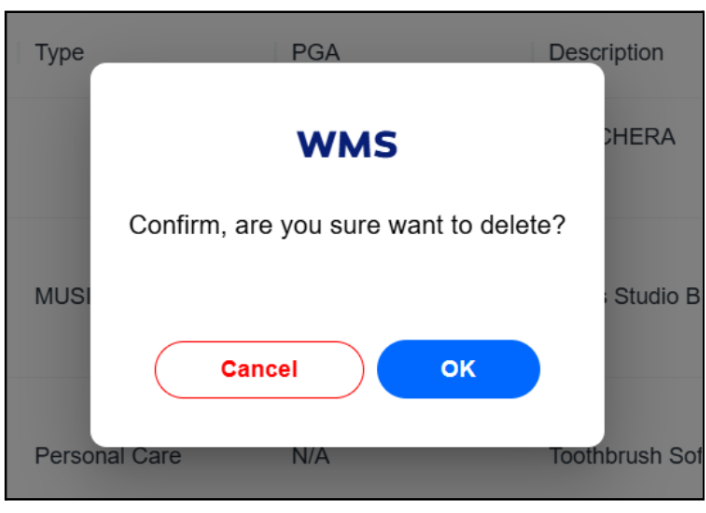 Type PGA Description
CHERA
WMS
Confirm, are you sure want to delete?
MUSI Studio B
Cancel OK
Personal Care N/A Toothbrush Sof